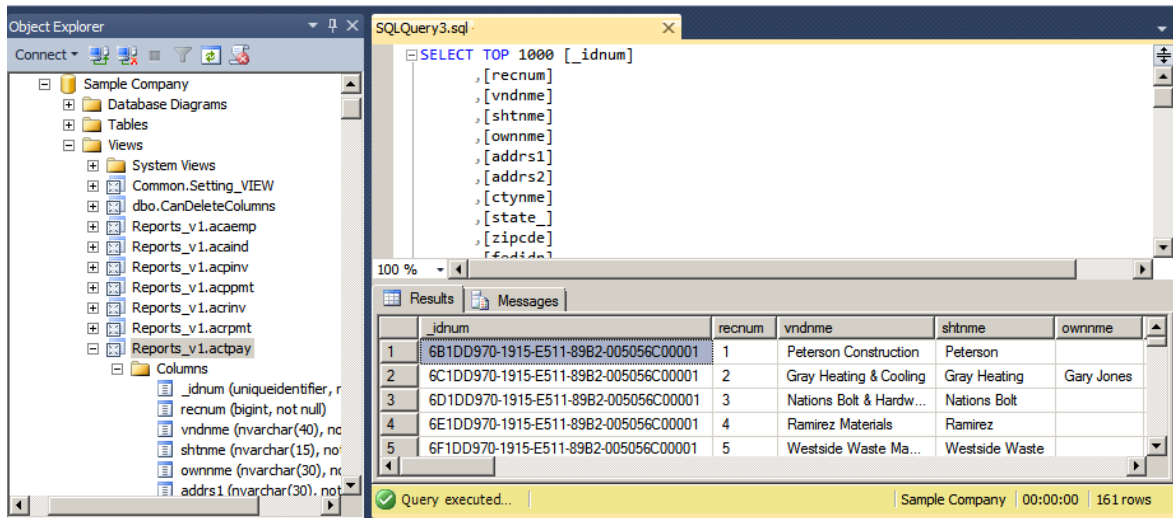 Object Explorer
Connect
Sample Company
Database Diagrams
Tables
Views
System Views
Common.Setting_VIEW
dbo.CanDeleteColumns
Reports_v1.acaemp
Reports_v1.acaind
Reports_v1.acpinv
Reports_v1.acppmt
Reports_v1.acrinv
Reports_v1.acrpmt
Reports_v1.actpay
Columns
_idnum (uniqueidentifier, r
recnum (bigint, not null)
vndnme (nvarchar(40), no
shtnme (nvarchar(15), not
ownnme (nvarchar(30), no
addrs1 (nvarchar(30), not
SQLQuery3.sql
SELECT TOP 1000 [_idnum]
,[recnum]
,[vndnme]
,[shtnme]
,[ownnme]
,[addrs1]
,[addrs2]
,[ctynme]
,[state_]
,[zipcde]
,[fedidn]
100 %
Results Messages
_idnum recnum vndnme shtnme ownnme
1 6B1DD970-1915-E511-89B2-005056C00001 1 Peterson Construction Peterson
2 6C1DD970-1915-E511-89B2-005056C00001 2 Gray Heating & Cooling Gray Heating Gary Jones
3 6D1DD970-1915-E511-89B2-005056C00001 3 Nations Bolt & Hardw... Nations Bolt
4 6E1DD970-1915-E511-89B2-005056C00001 4 Ramirez Materials Ramirez
5 6F1DD970-1915-E511-89B2-005056C00001 5 Westside Waste Ma... Westside Waste
Query executed... Sample Company 00:00:00 161 rows